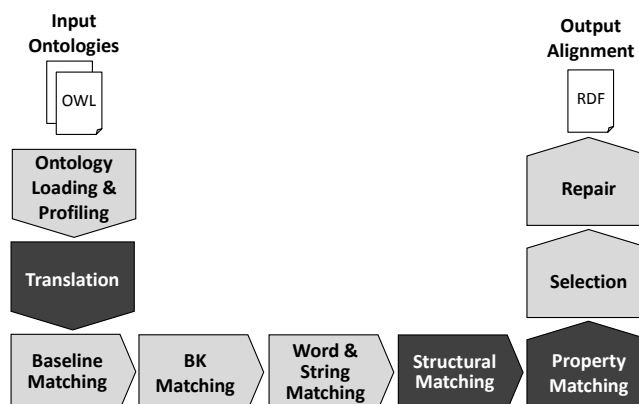 Input
Ontologies
OWL
Ontology
Loading &
Profiling
Translation
Baseline
Matching
BK
Matching
Word &
String
Matching
Structural
Matching
Property
Matching
Selection
Repair
Output
Alignment
RDF